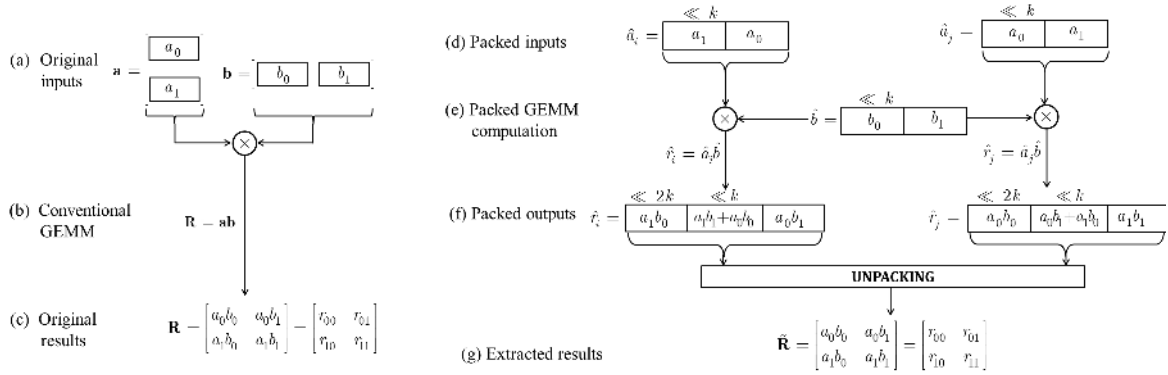 (a) Original inputs
a =
a₀
a₁
b =
b₀ b₁
×
(b) Conventional GEMM
R = ab
(c) Original results
R = [a₀b₀ a₀b₁
a₁b₀ a₁b₁] = [r₀₀ r₀₁
r₁₀ r₁₁]
(d) Packed inputs
≪ k
âᵢ = a₁ a₀
≪ k
âⱼ = a₀ a₁
(e) Packed GEMM computation
×
≪ k
b̂ = b₀ b₁
×
r̂ᵢ = âᵢb̂
r̂ⱼ = âⱼb̂
(f) Packed outputs
≪ 2k ≪ k
r̂ᵢ = a₁b₀ a₁b₁+a₀b₀ a₀b₁
≪ 2k ≪ k
r̂ⱼ = a₀b₀ a₀b₁+a₁b₀ a₁b₁
UNPACKING
(g) Extracted results
R̃ = [a₀b₀ a₀b₁
a₁b₀ a₁b₁] = [r₀₀ r₀₁
r₁₀ r₁₁]